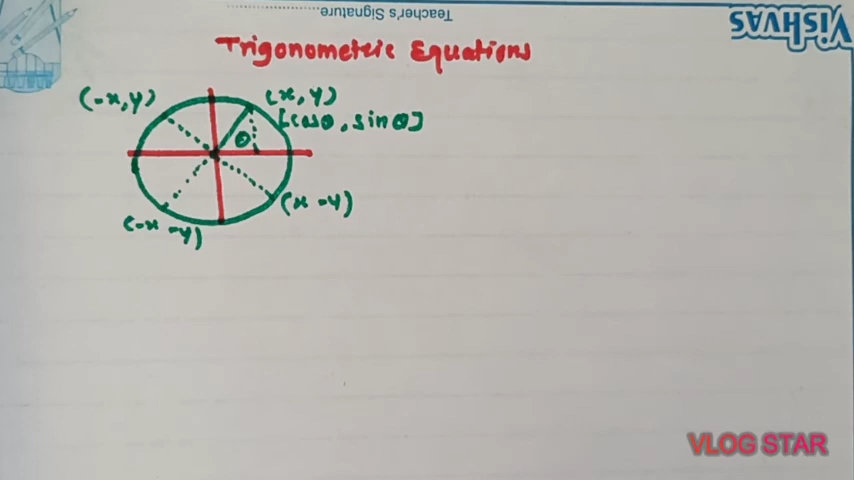 Teacher's Signature
VISHVAS
Trigonometric Equations
(-x, y)
(x, y)
[cosθ, sinθ]
θ
(x -y)
(-x -y)
VLOG STAR